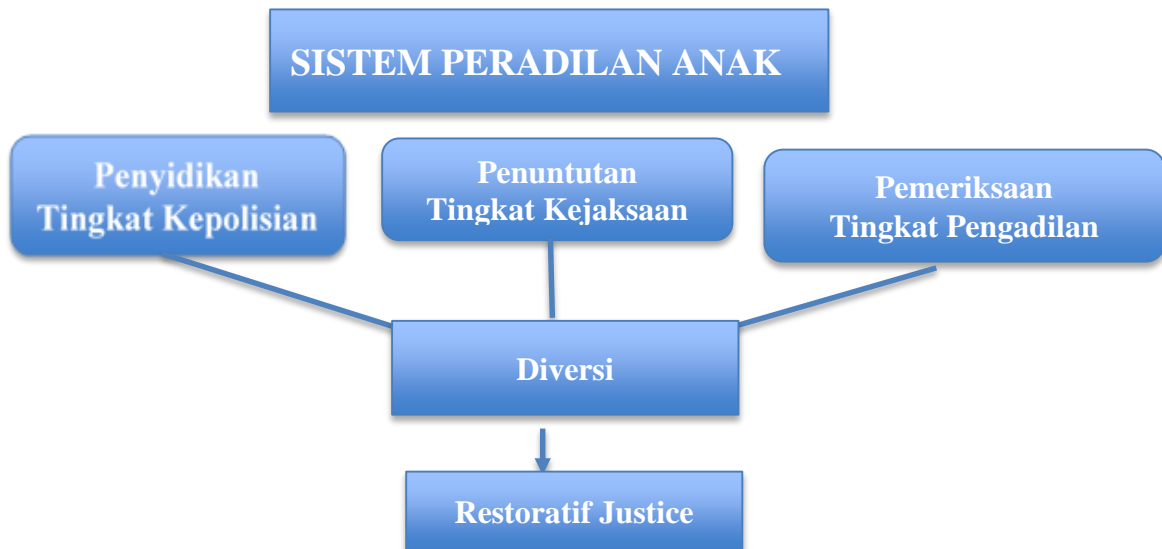 SISTEM PERADILAN ANAK
Penyidikan
Tingkat Kepolisian
Penuntutan
Tingkat Kejaksaan
Pemeriksaan
Tingkat Pengadilan
Diversi
Restoratif Justice